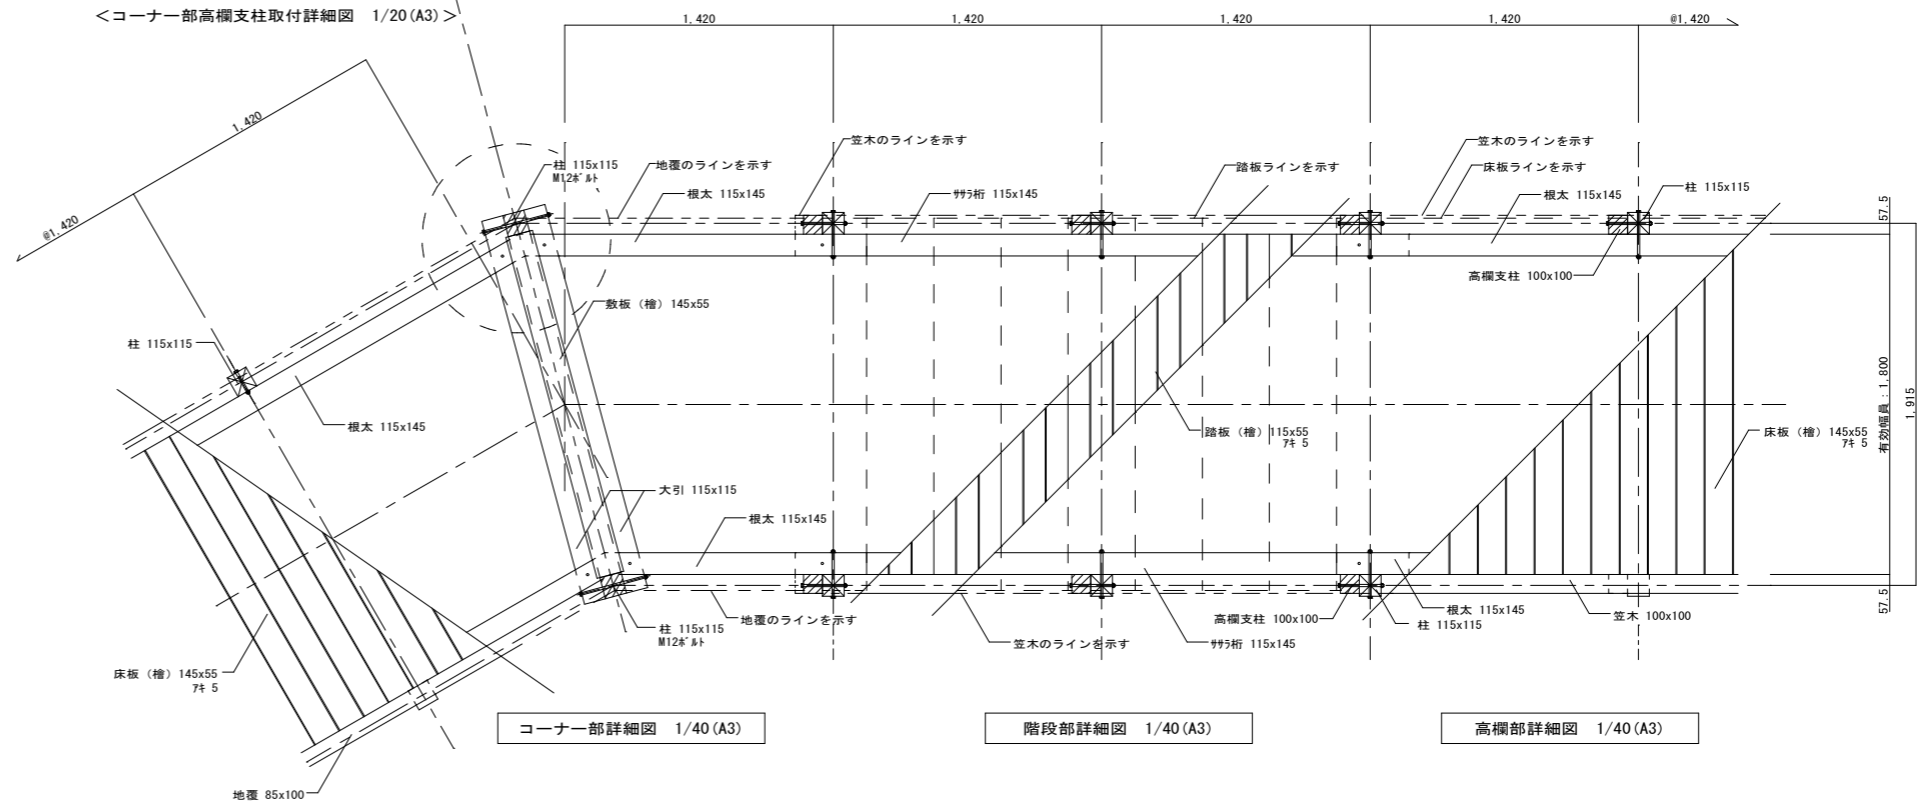 ＜コーナー部高欄支柱取付詳細図　1/20(A3)＞
1,420
1,420
1,420
1,420
@1,420
1,420
@1,420
柱 115x115
M12ﾎﾞﾙﾄ
地覆のラインを示す
根太 115x145
笠木のラインを示す
ｻｻﾗ桁 115x145
踏板ラインを示す
笠木のラインを示す
床板ラインを示す
根太 115x145
柱 115x115
57.5
高欄支柱 100x100
敷板（檜）145x55
柱 115x115
根太 115x145
踏板（檜）115x55
ｱｷ 5
床板（檜）145x55
ｱｷ 5
有効幅員：1,800
1,915
大引 115x115
根太 115x145
57.5
柱 115x115
M12ﾎﾞﾙﾄ
地覆のラインを示す
笠木のラインを示す
高欄支柱 100x100
ｻｻﾗ桁 115x145
根太 115x145
柱 115x115
笠木 100x100
床板（檜）145x55
ｱｷ 5
地覆 85x100
コーナー部詳細図　1/40(A3)
階段部詳細図　1/40(A3)
高欄部詳細図　1/40(A3)